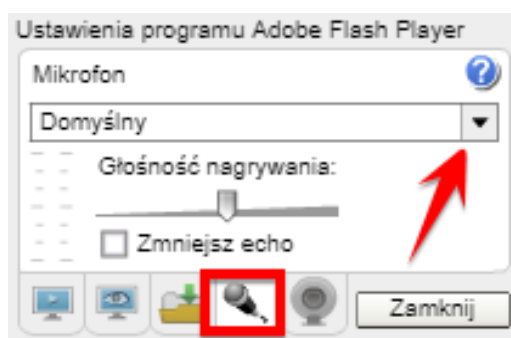 Ustawienia programu Adobe Flash Player
Mikrofon
?
Domyślny
Głośność nagrywania:
Zmniejsz echo
Zamknij